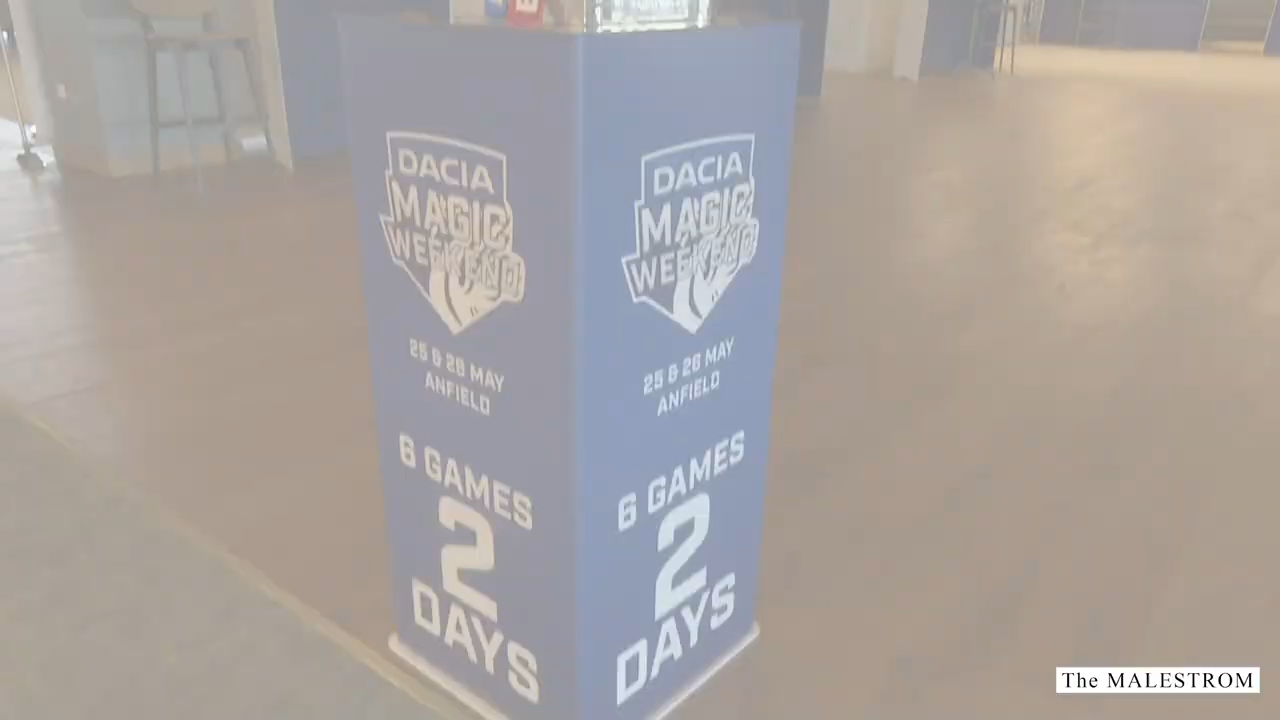 DACIA
MAGIC
WEEKEND
25 & 26 MAY
ANFIELD
6 GAMES
2
DAYS
DACIA
MAGIC
WEEKEND
25 & 26 MAY
ANFIELD
6 GAMES
2
DAYS
The MALESTROM